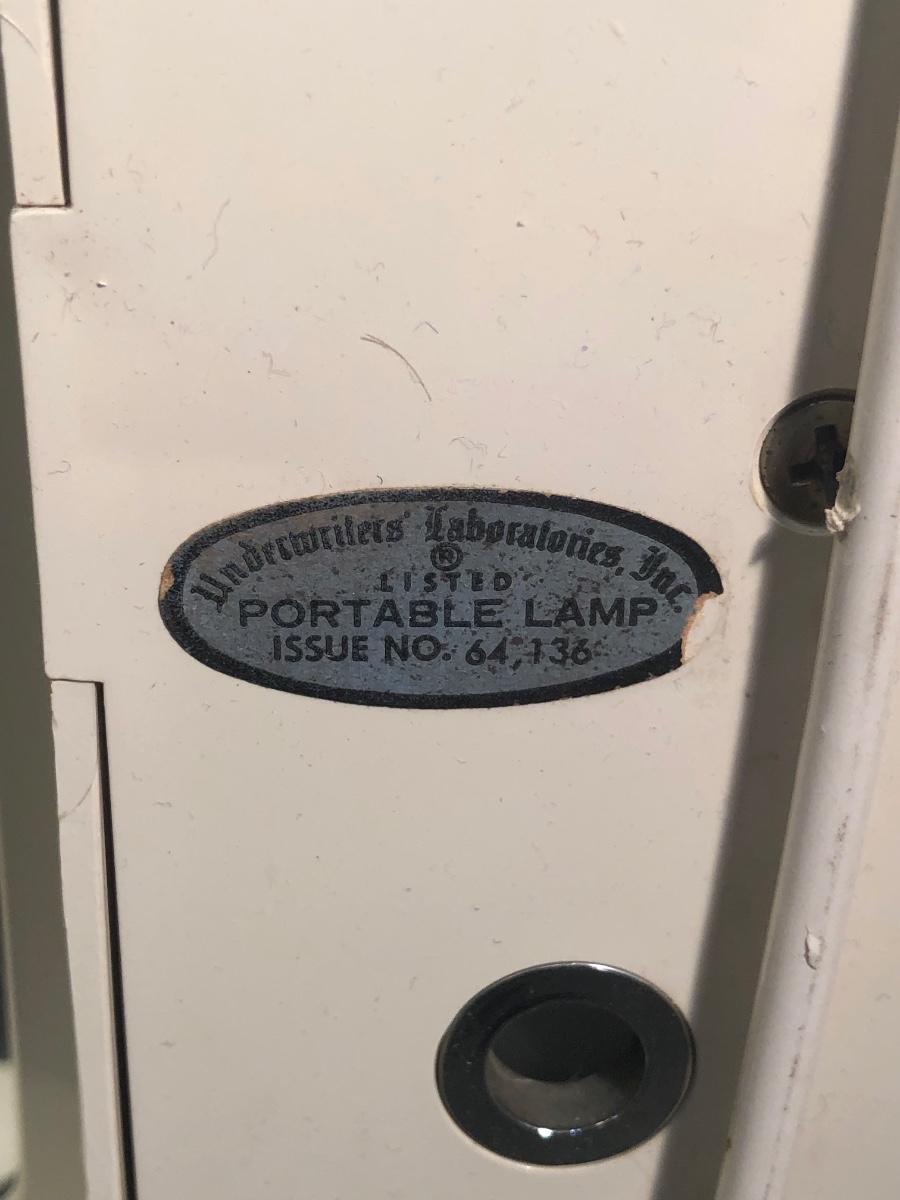 Underwriters' Laboratories, Inc.
®
LISTED
PORTABLE LAMP
ISSUE NO. 64,136